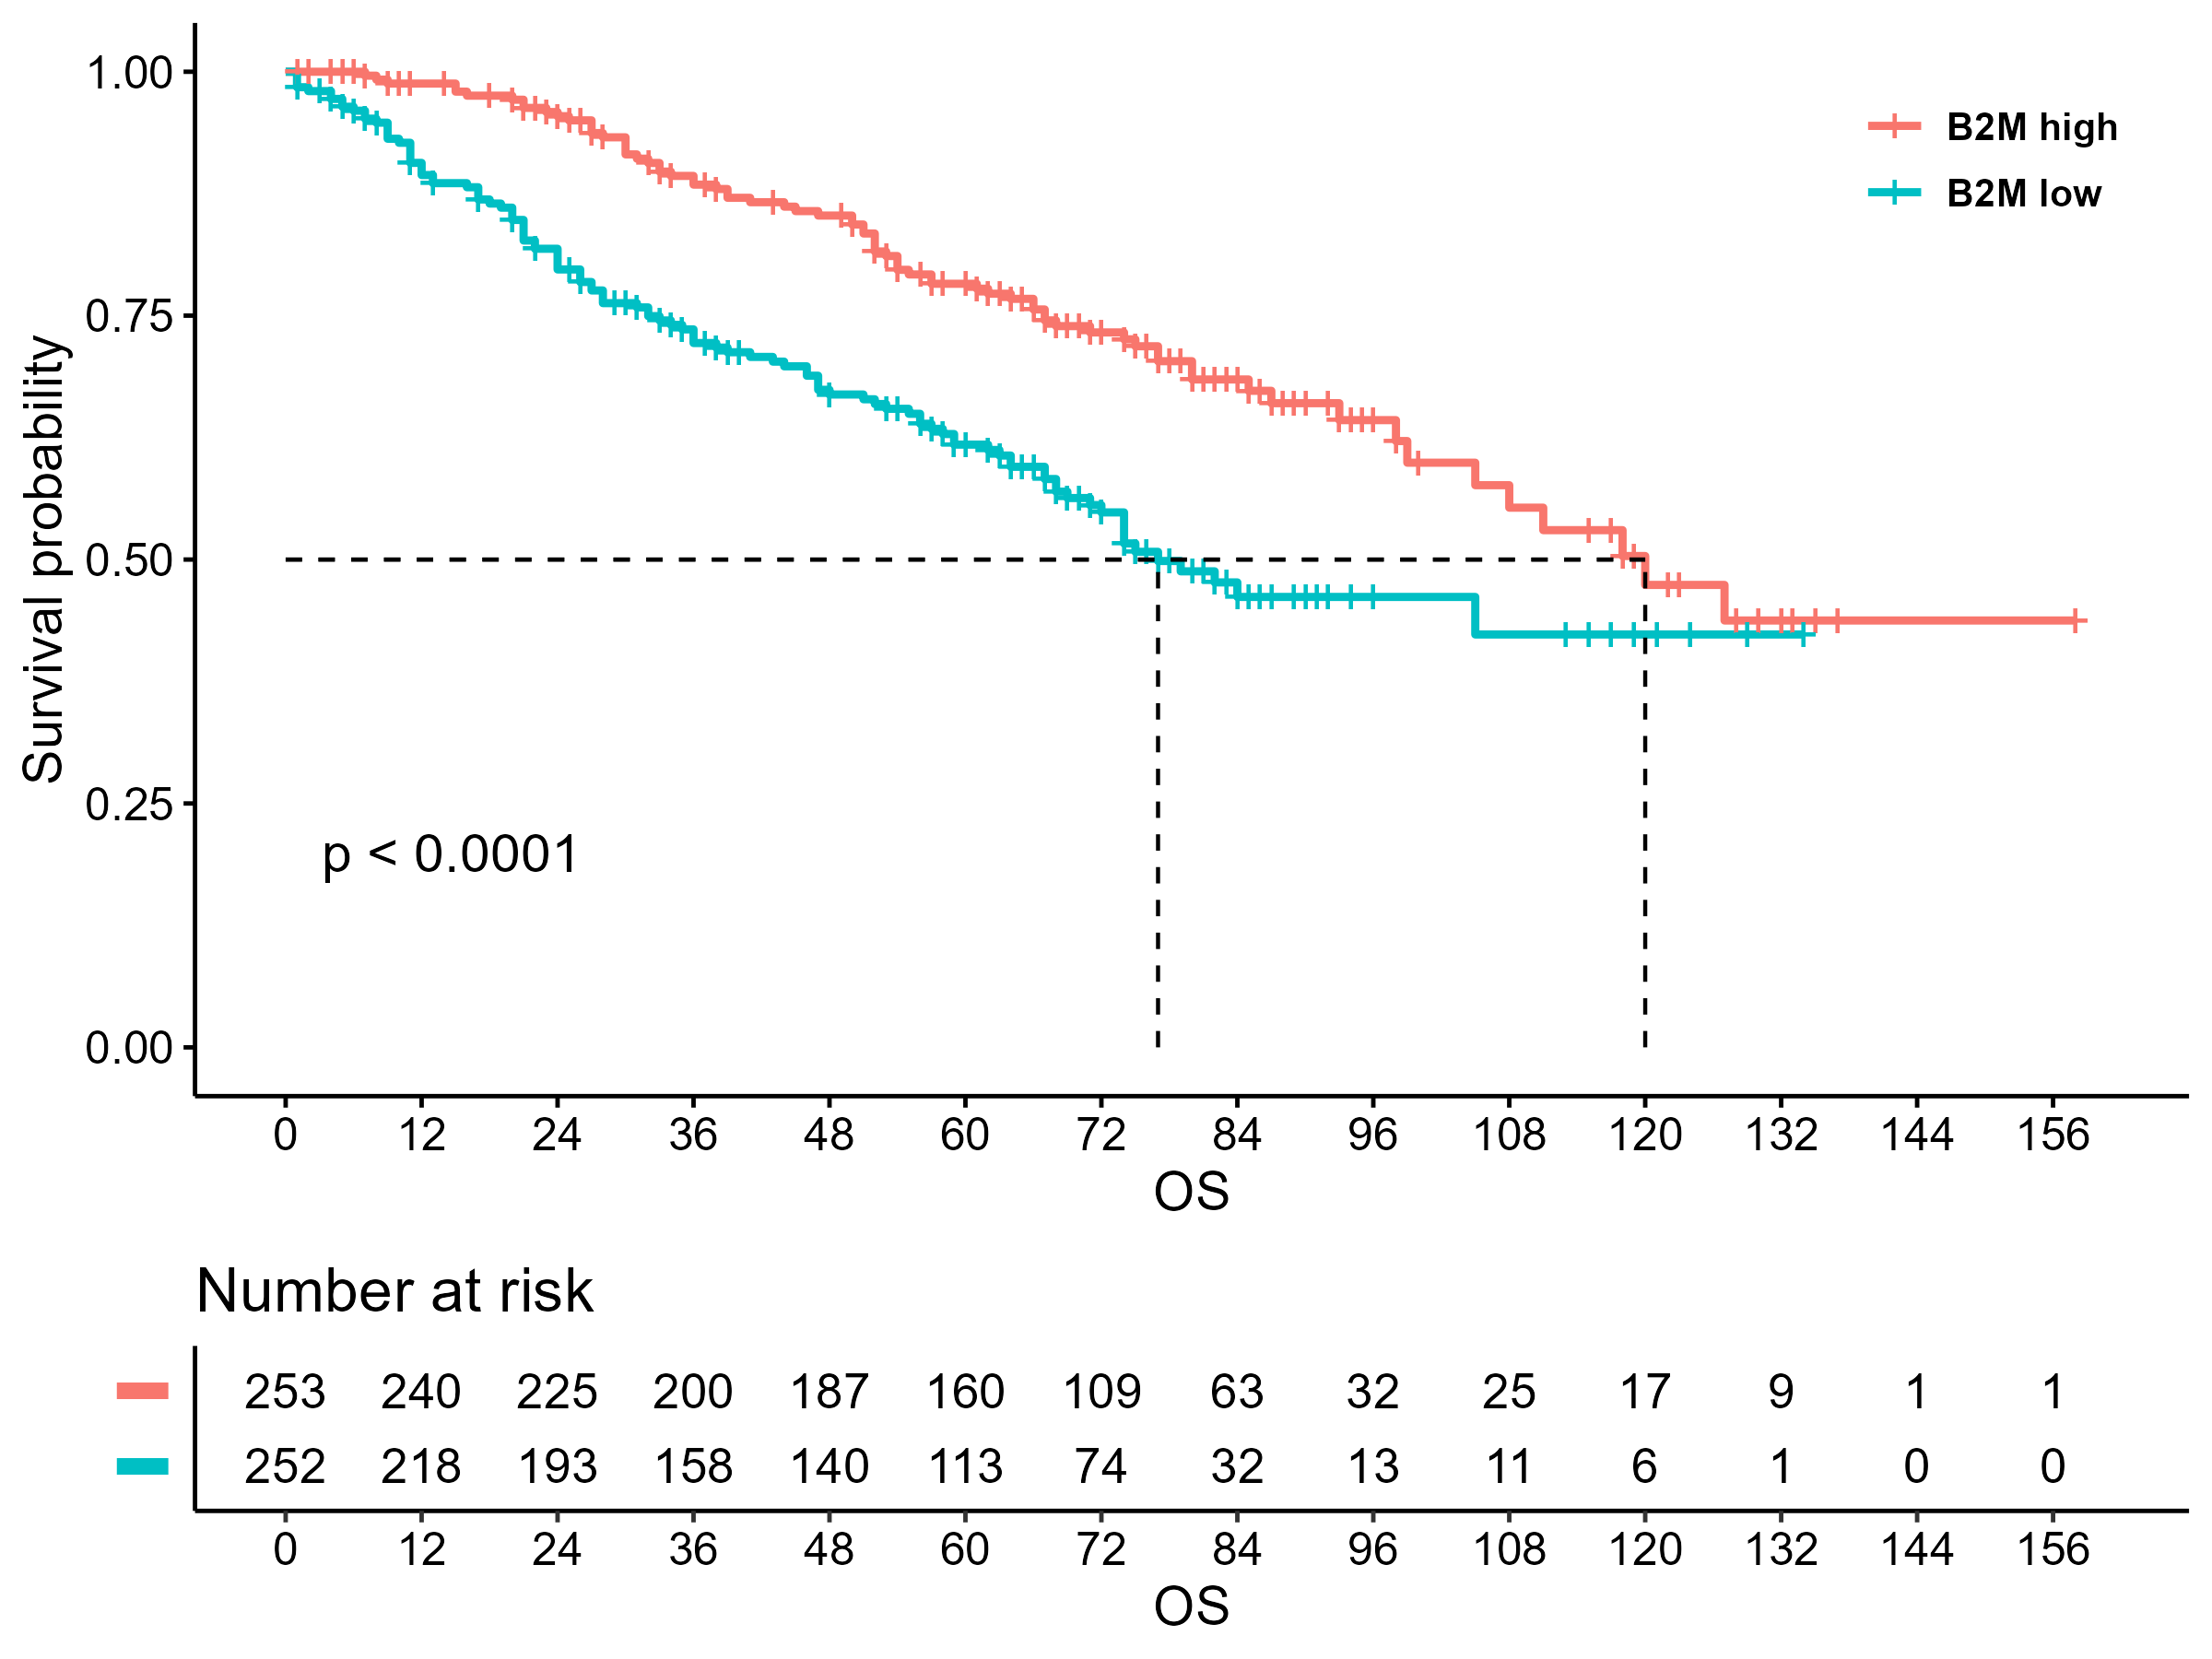 1.00
B2M high
B2M low
0.75
Survival probability
0.50
0.25
p < 0.0001
0.00
0 12 24 36 48 60 72 84 96 108 120 132 144 156
OS
Number at risk
253 240 225 200 187 160 109 63 32 25 17 9 1 1
252 218 193 158 140 113 74 32 13 11 6 1 0 0
0 12 24 36 48 60 72 84 96 108 120 132 144 156
OS